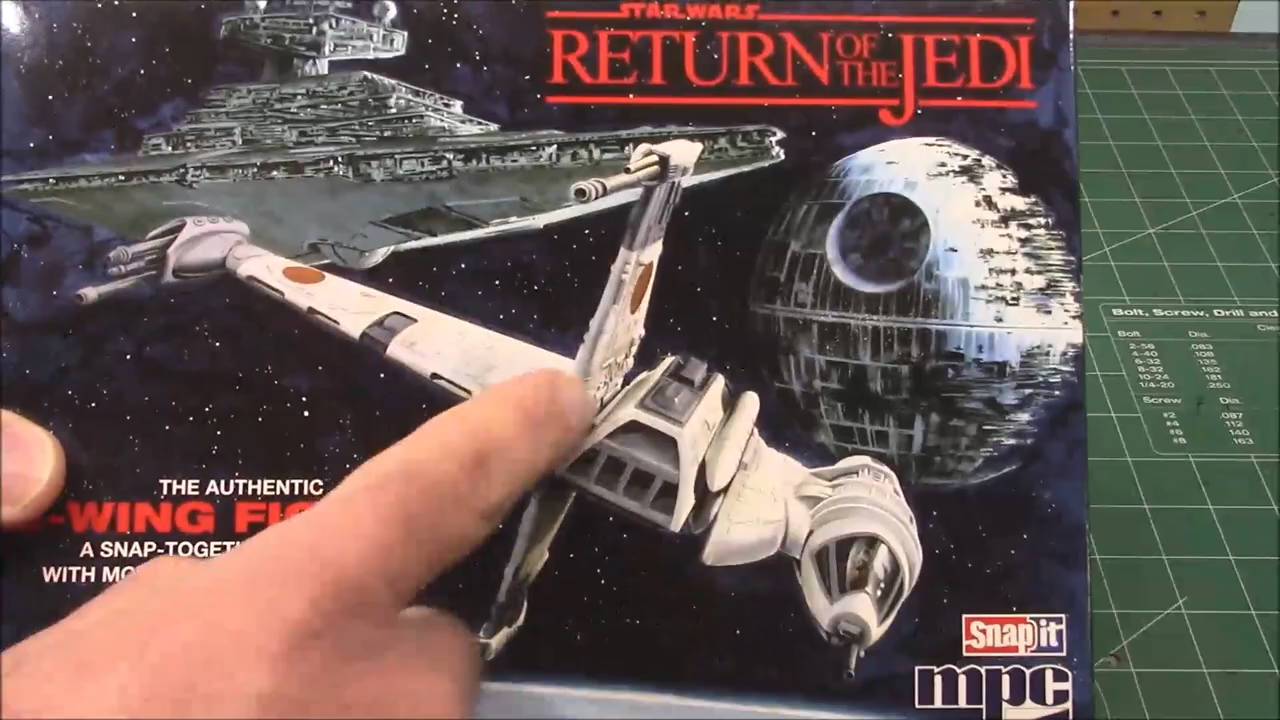 STAR WARS
RETURN OF THE JEDI
THE AUTHENTIC
-WING FI
A SNAP-TOGET
WITH MO
Snap it
mpc
Bolt, Screw, Drill and
Bolt Dia.
2-56 .083
4-40 .108
6-32 .135
8-32 .162
10-24 .181
1/4-20 .250
Screw Dia.
#2 .087
#4 .112
#6 .140
#8 .163